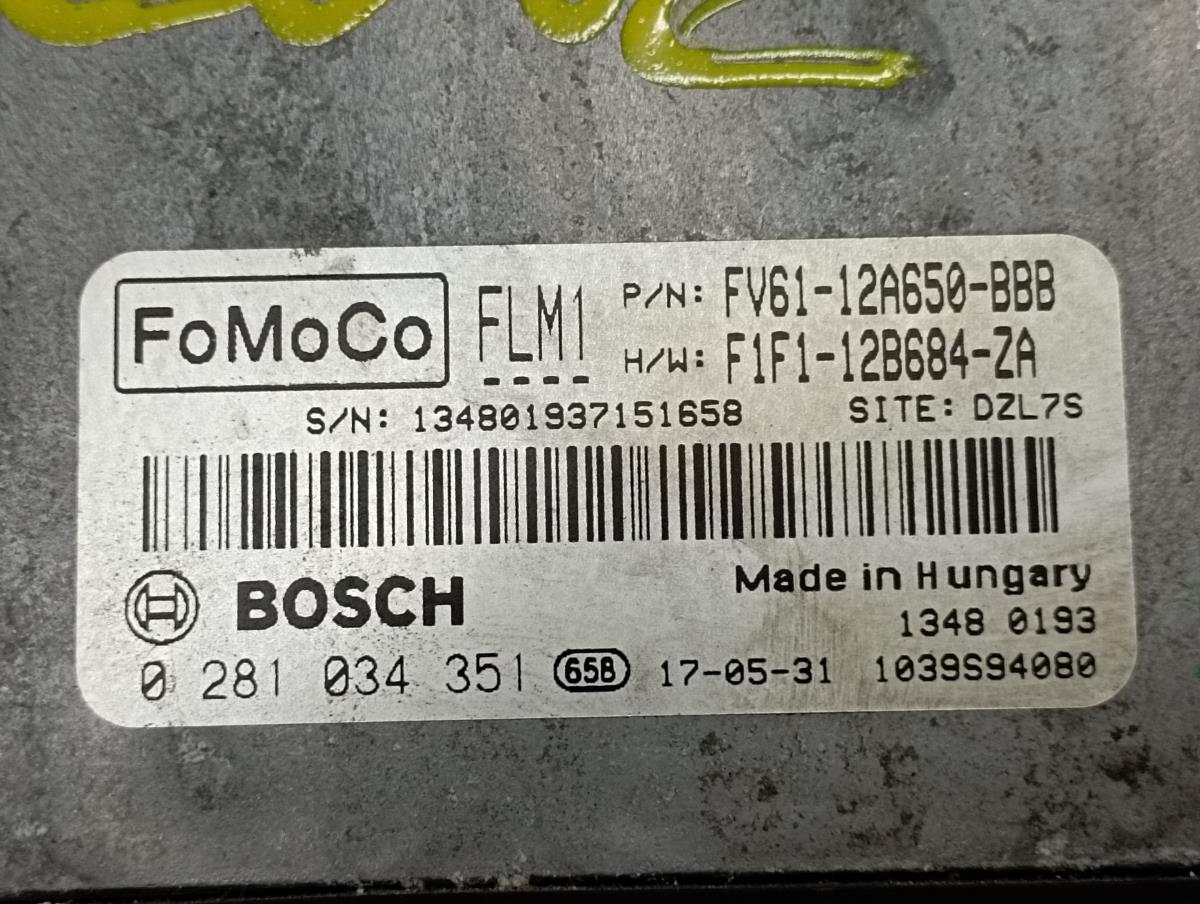 FoMoCo FLM1 P/N: FV61-12A650-BBB
---- H/W: F1F1-12B684-ZA
S/N: 134801937151658 SITE: DZL7S
BOSCH Made in Hungary
1348 0193
0 281 034 351 65B 17-05-31 1039S94080